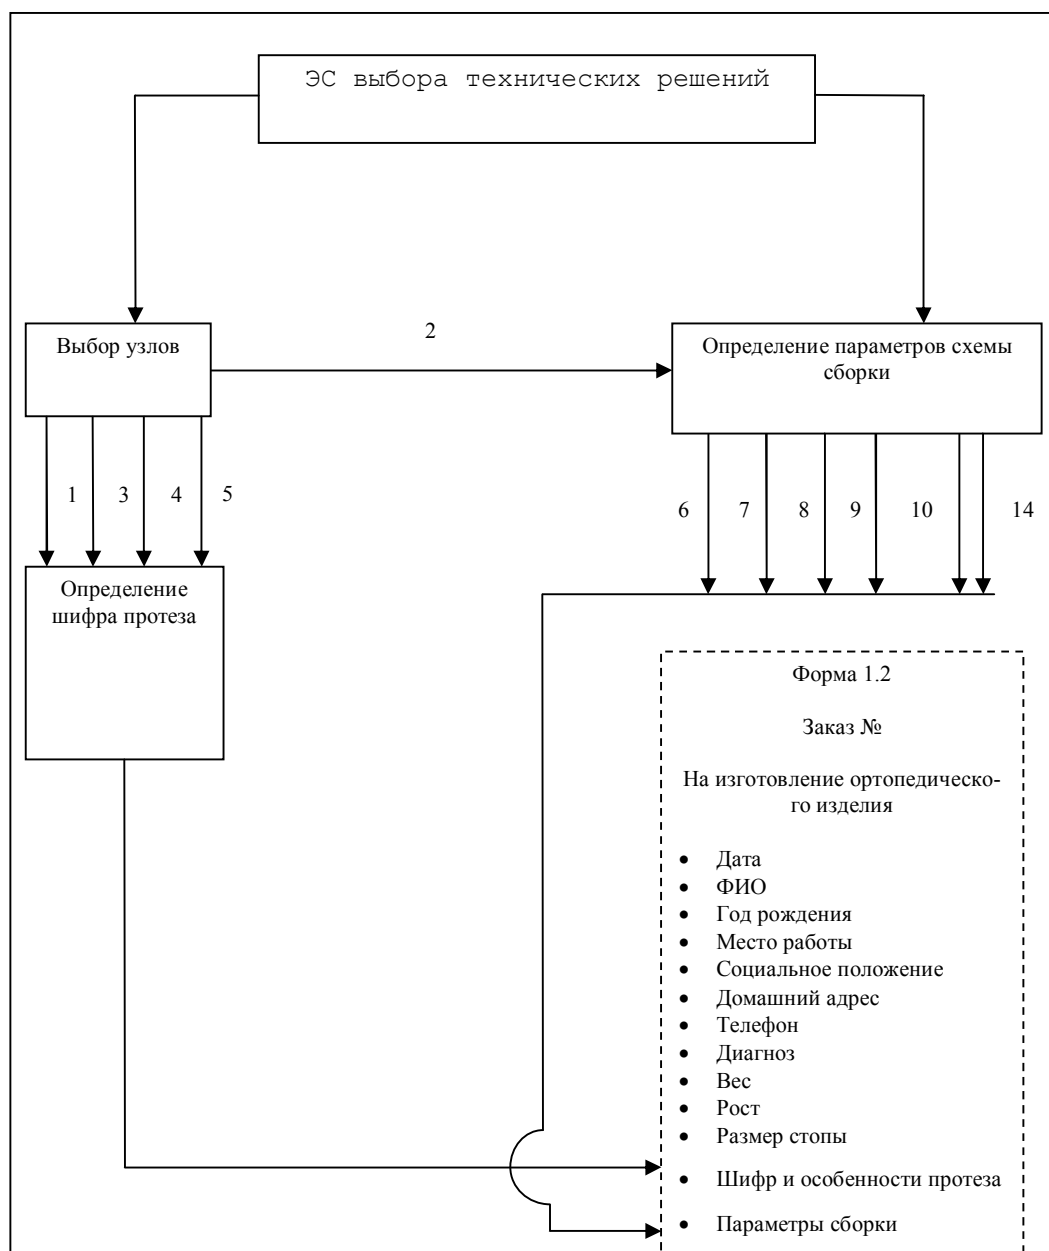 ЭС выбора технических решений
Выбор узлов
2
Определение параметров схемы
сборки
1
3
4
5
6
7
8
9
10
14
Определение
шифра протеза
Форма 1.2
Заказ №
На изготовление ортопедическо-
го изделия
• Дата
• ФИО
• Год рождения
• Место работы
• Социальное положение
• Домашний адрес
• Телефон
• Диагноз
• Вес
• Рост
• Размер стопы
• Шифр и особенности протеза
• Параметры сборки